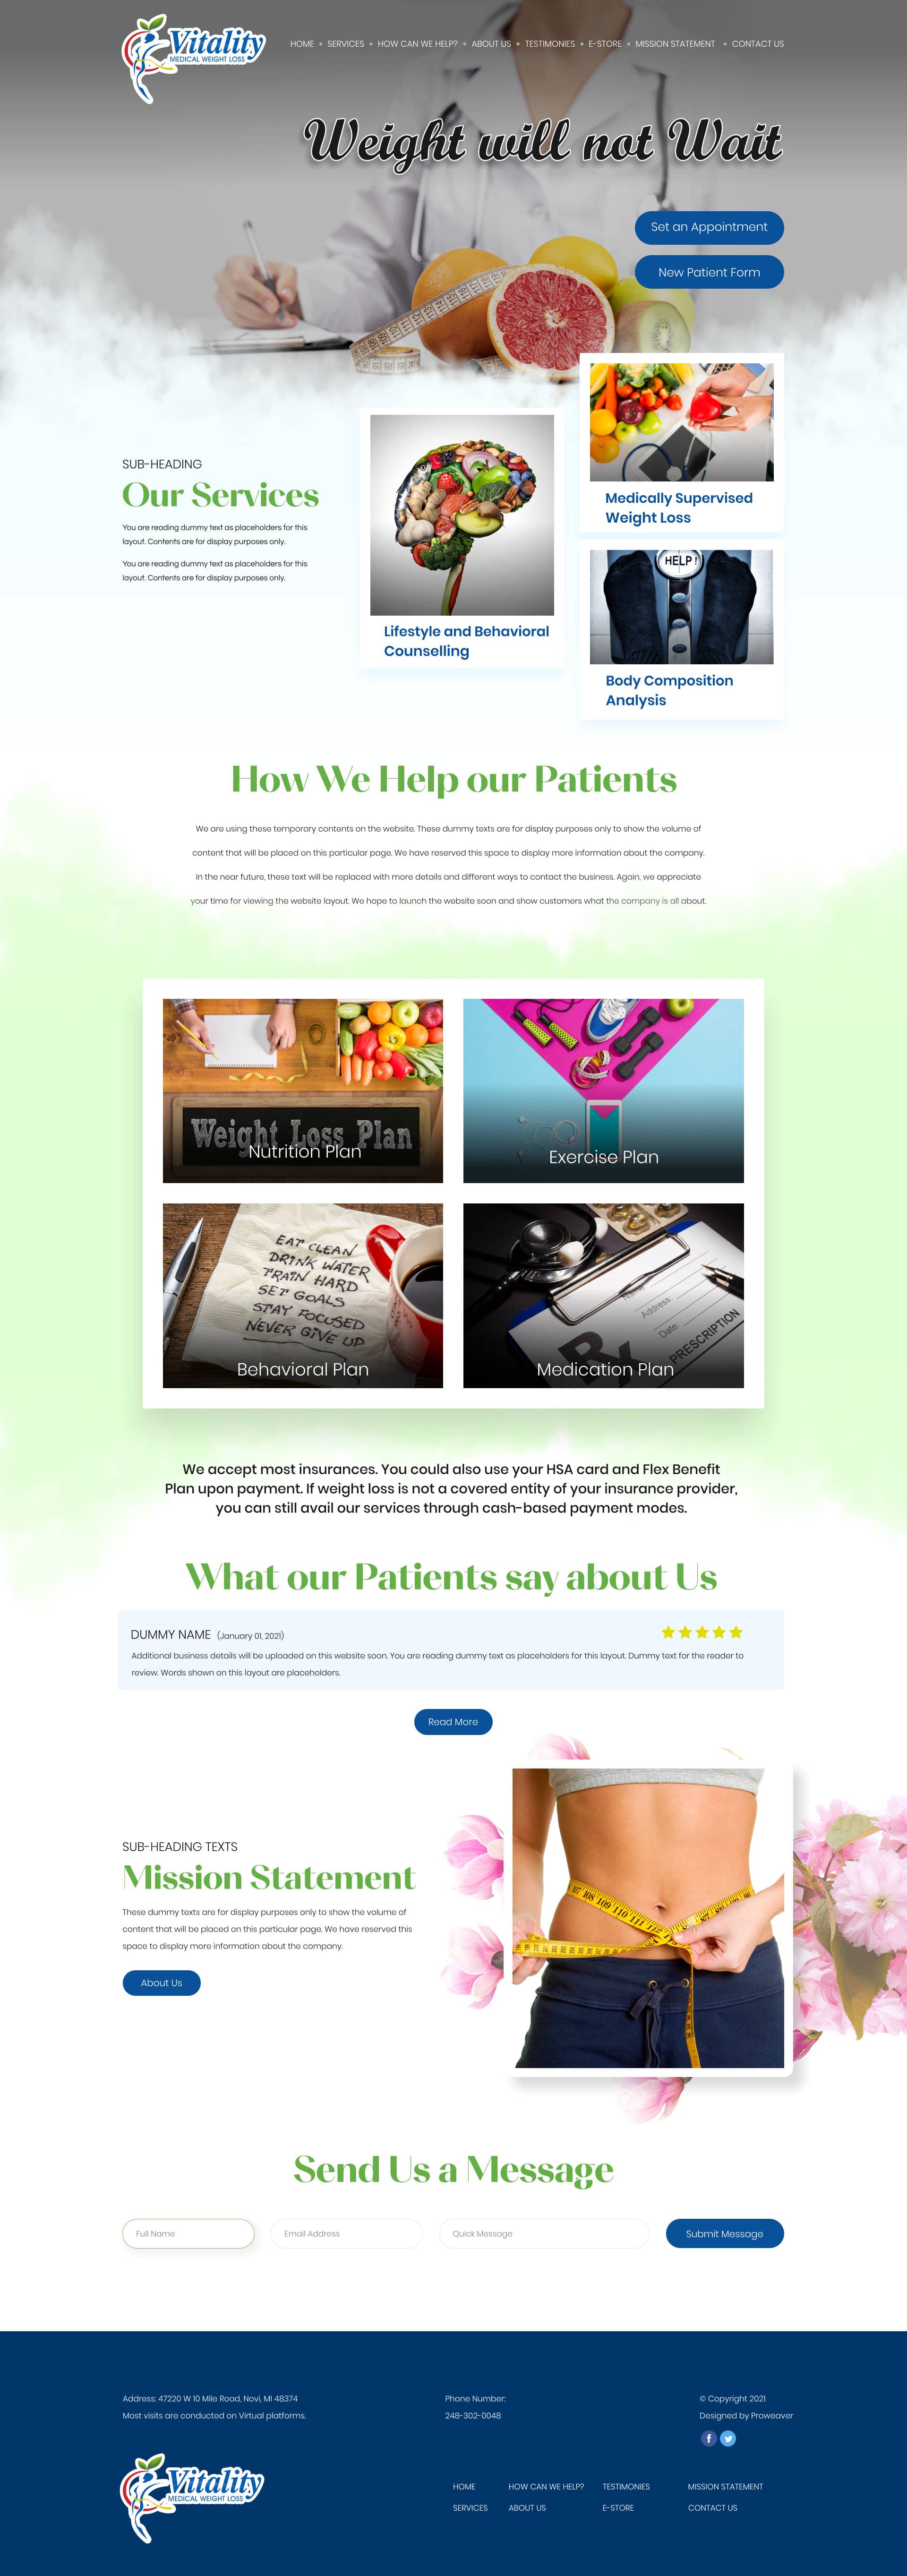 Vitality
MEDICAL WEIGHT LOSS
HOME • SERVICES • HOW CAN WE HELP? • ABOUT US • TESTIMONIES • E-STORE • MISSION STATEMENT • CONTACT US
Weight will not Wait
Set an Appointment
New Patient Form
SUB-HEADING
Our Services
You are reading dummy text as placeholders for this
layout. Contents are for display purposes only.
You are reading dummy text as placeholders for this
layout. Contents are for display purposes only.
Lifestyle and Behavioral
Counselling
Medically Supervised
Weight Loss
HELP !
Body Composition
Analysis
How We Help our Patients
We are using these temporary contents on the website. These dummy texts are for display purposes only to show the volume of
content that will be placed on this particular page. We have reserved this space to display more information about the company.
In the near future, these text will be replaced with more details and different ways to contact the business. Again, we appreciate
your time for viewing the website layout. We hope to launch the website soon and show customers what the company is all about.
Weight Loss Plan
Nutrition Plan
Exercise Plan
EAT CLEAN
DRINK WATER
TRAIN HARD
SET GOALS
STAY FOCUSED
NEVER GIVE UP
Behavioral Plan
Name
Address
Date
Rx
PRESCRIPTION
Medication Plan
We accept most insurances. You could also use your HSA card and Flex Benefit
Plan upon payment. If weight loss is not a covered entity of your insurance provider,
you can still avail our services through cash-based payment modes.
What our Patients say about Us
DUMMY NAME (January 01, 2021)
Additional business details will be uploaded on this website soon. You are reading dummy text as placeholders for this layout. Dummy text for the reader to
review. Words shown on this layout are placeholders.
Read More
SUB-HEADING TEXTS
Mission Statement
These dummy texts are for display purposes only to show the volume of
content that will be placed on this particular page. We have reserved this
space to display more information about the company.
About Us
107 108 109 110 111
Send Us a Message
Full Name
Email Address
Quick Message
Submit Message
Address: 47220 W 10 Mile Road, Novi, MI 48374
Most visits are conducted on Virtual platforms.
Phone Number:
248-302-0048
© Copyright 2021
Designed by Proweaver
Vitality
MEDICAL WEIGHT LOSS
HOME HOW CAN WE HELP? TESTIMONIES MISSION STATEMENT
SERVICES ABOUT US E-STORE CONTACT US